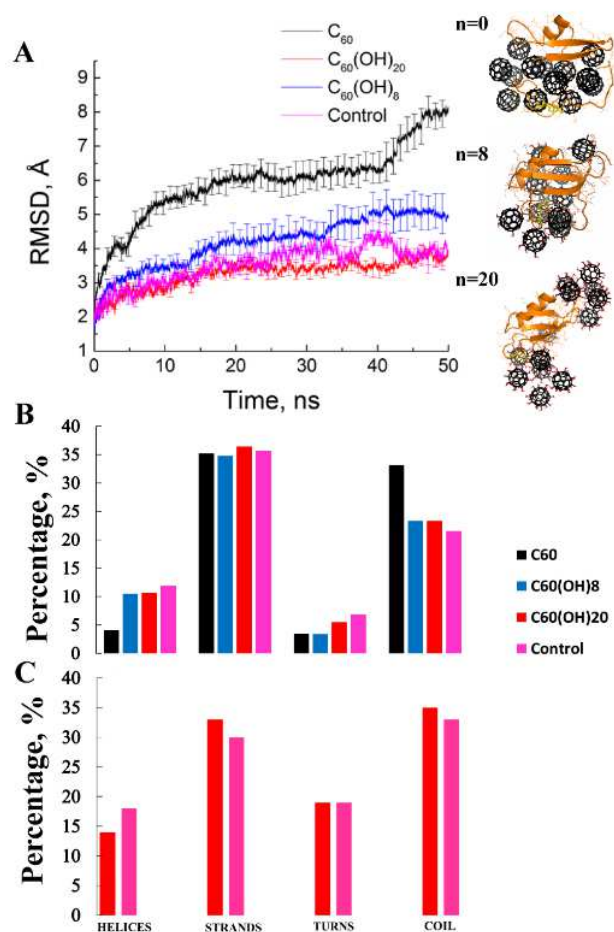 A
C₆₀
C₆₀(OH)₂₀
C₆₀(OH)₈
Control
RMSD, Å
9
8
7
6
5
4
3
2
1
0 10 20 30 40 50
Time, ns
n=0
n=8
n=20
B
Percentage, %
40
35
30
25
20
15
10
5
0
C60
C60(OH)8
C60(OH)20
Control
C
Percentage, %
40
35
30
25
20
15
10
5
0
HELICES STRANDS TURNS COIL